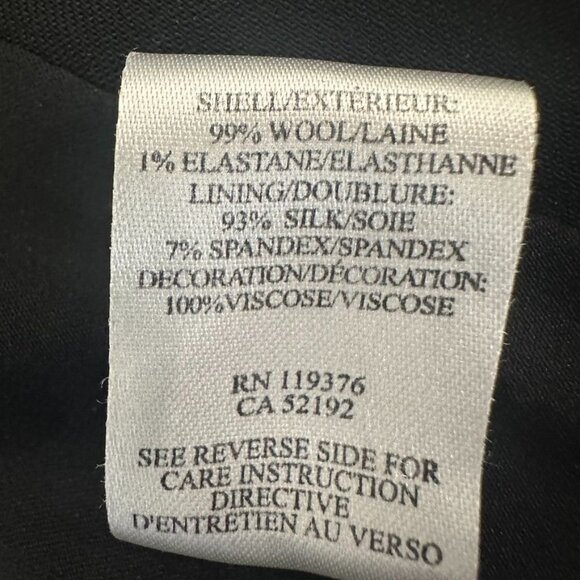 SHELL/EXTÉRIEUR:
99% WOOL/LAINE
1% ELASTANE/ELASTHANNE
LINING/DOUBLURE:
93% SILK/SOIE
7% SPANDEX/SPANDEX
DECORATION/DÉCORATION:
100%VISCOSE/VISCOSE
RN 119376
CA 52192
SEE REVERSE SIDE FOR
CARE INSTRUCTION
DIRECTIVE
D'ENTRETIEN AU VERSO